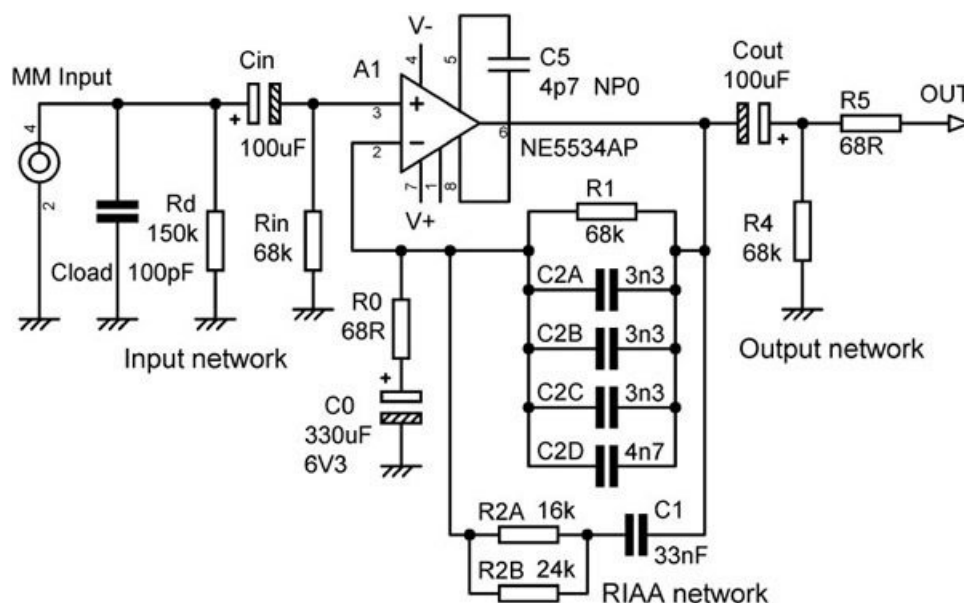 MM Input
4
2
Cload
100pF
Rd
150k
Cin
+
100uF
Rin
68k
Input network
A1
V-
4
3
+
2
−
7
1
8
V+
5
6
C5
4p7 NP0
NE5534AP
R0
68R
+
C0
330uF
6V3
R1
68k
C2A 3n3
C2B 3n3
C2C 3n3
C2D 4n7
R2A 16k
R2B 24k
C1
33nF
RIAA network
Cout
100uF
+
R4
68k
R5
68R
OUT
Output network